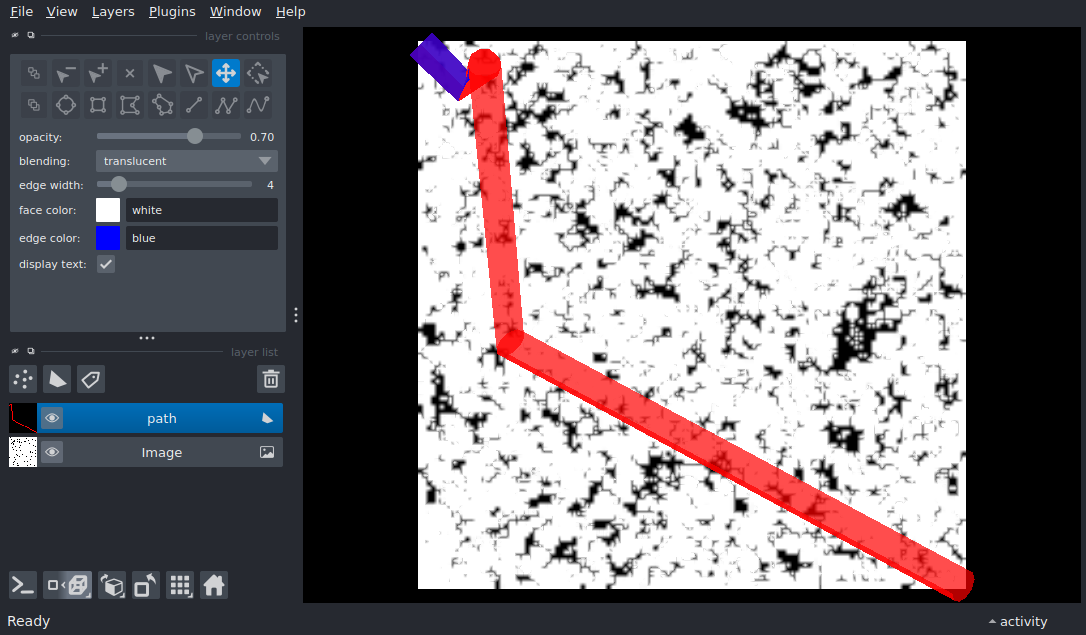 File View Layers Plugins Window Help
layer controls
opacity: 0.70
blending: translucent
edge width: 4
face color: white
edge color: blue
display text:
layer list
path
Image
Ready activity